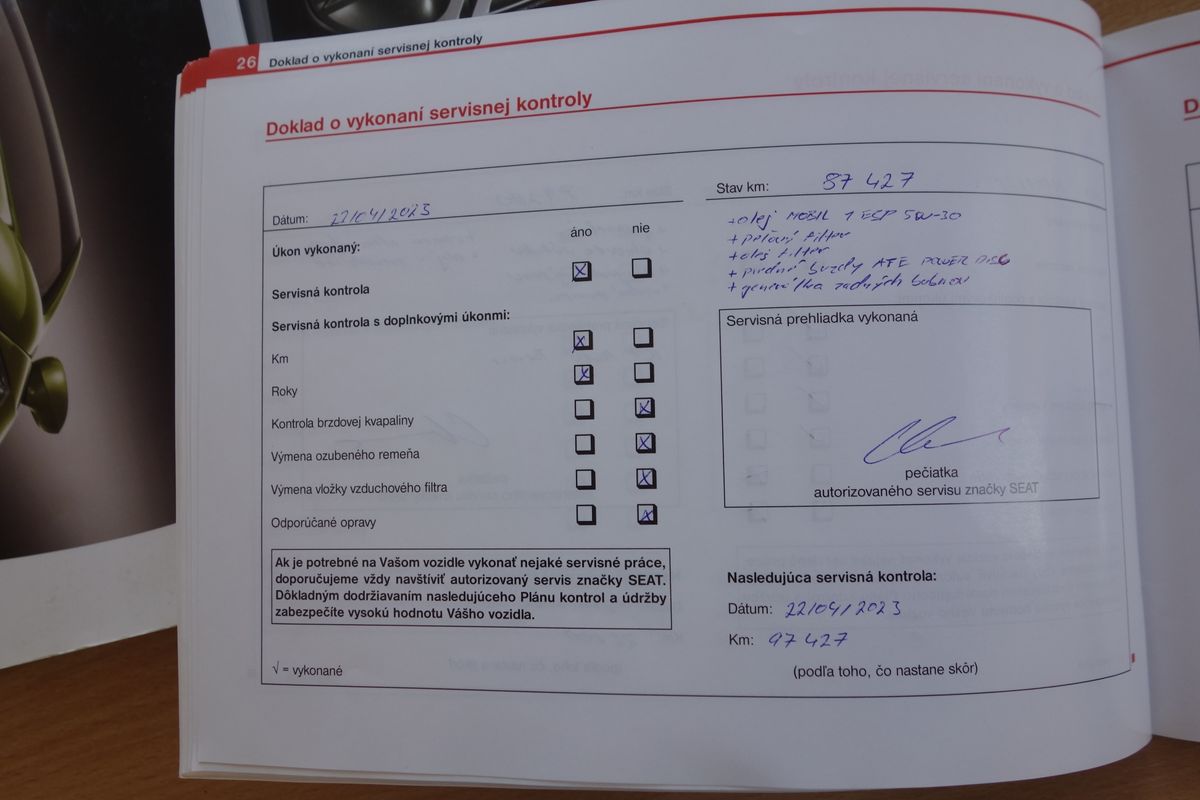 26 Doklad o vykonaní servisnej kontroly
Doklad o vykonaní servisnej kontroly
Dátum: 22/04/2023
Stav km: 87 427
+olej MOBIL 1 ESP 5W-30
+ peľový filter
+ olej filter
+ predné brzdy ATE POWER DISC
+ generálka zadných bubnov
áno nie
Úkon vykonaný:
Servisná kontrola
Servisná kontrola s doplnkovými úkonmi:
Km
Roky
Kontrola brzdovej kvapaliny
Výmena ozubeného remeňa
Výmena vložky vzduchového filtra
Odporúčané opravy
Servisná prehliadka vykonaná
pečiatka
autorizovaného servisu značky SEAT
Ak je potrebné na Vašom vozidle vykonať nejaké servisné práce,
doporučujeme vždy navštíviť autorizovaný servis značky SEAT.
Dôkladným dodržiavaním nasledujúceho Plánu kontrol a údržby
zabezpečíte vysokú hodnotu Vášho vozidla.
√ = vykonané
Nasledujúca servisná kontrola:
Dátum: 22/04/2023
Km: 97 427
(podľa toho, čo nastane skôr)
D